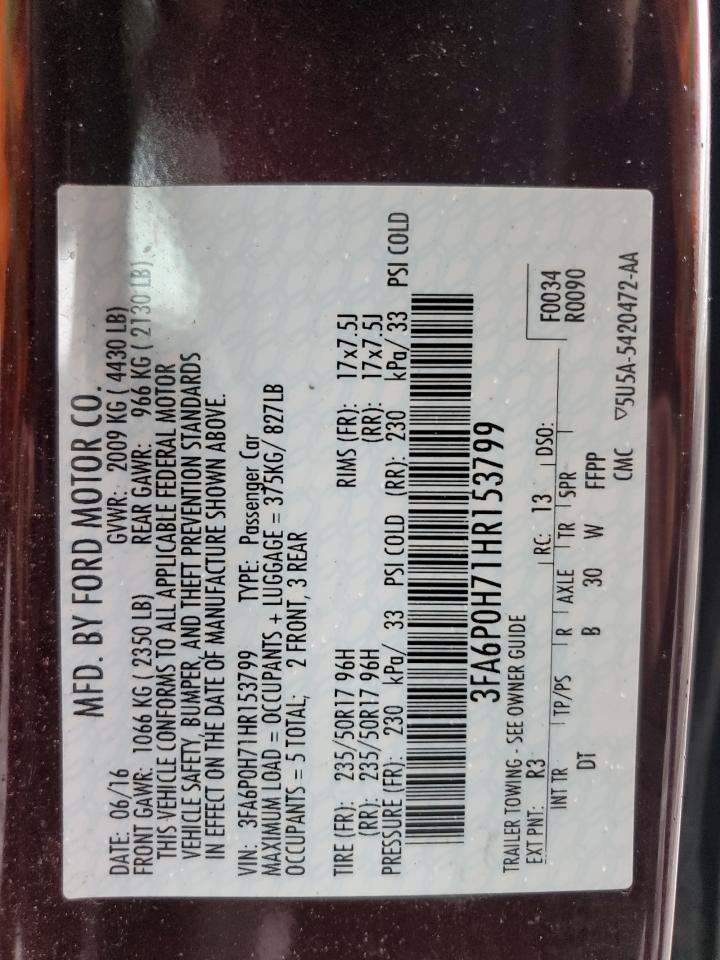 MFD. BY FORD MOTOR CO.
DATE: 06/16 GVWR: 2009 KG ( 4430 LB)
FRONT GAWR: 1066 KG ( 2350 LB) REAR GAWR: 966 KG ( 2130 LB)
THIS VEHICLE CONFORMS TO ALL APPLICABLE FEDERAL MOTOR
VEHICLE SAFETY, BUMPER, AND THEFT PREVENTION STANDARDS
IN EFFECT ON THE DATE OF MANUFACTURE SHOWN ABOVE.
VIN: 3FA6P0H71HR153799 TYPE: Passenger Car
MAXIMUM LOAD = OCCUPANTS + LUGGAGE = 375KG/ 827LB
OCCUPANTS = 5 TOTAL; 2 FRONT, 3 REAR
TIRE (FR): 235/50R17 96H RIMS (FR): 17x7.5J
(RR): 235/50R17 96H (RR): 17x7.5J
PRESSURE (FR): 230 kPa/ 33 PSI COLD (RR): 230 kPa/ 33 PSI COLD
3FA6P0H71HR153799
TRAILER TOWING - SEE OWNER GUIDE F0034
R0090
EXT PNT: R3 RC: 13 DSO:
INT TR TP/PS R AXLE TR SPR
DT B 30 W FFPP
CMC ▽5U5A-5420472-AA